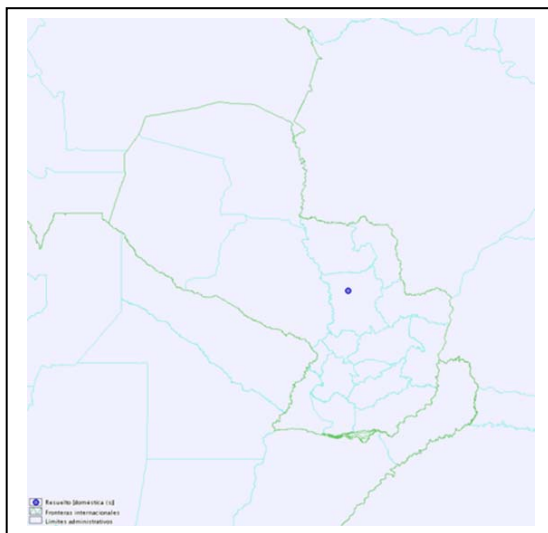 Resuelto [doméstica (s)]
Fronteras internacionales
Límites administrativos